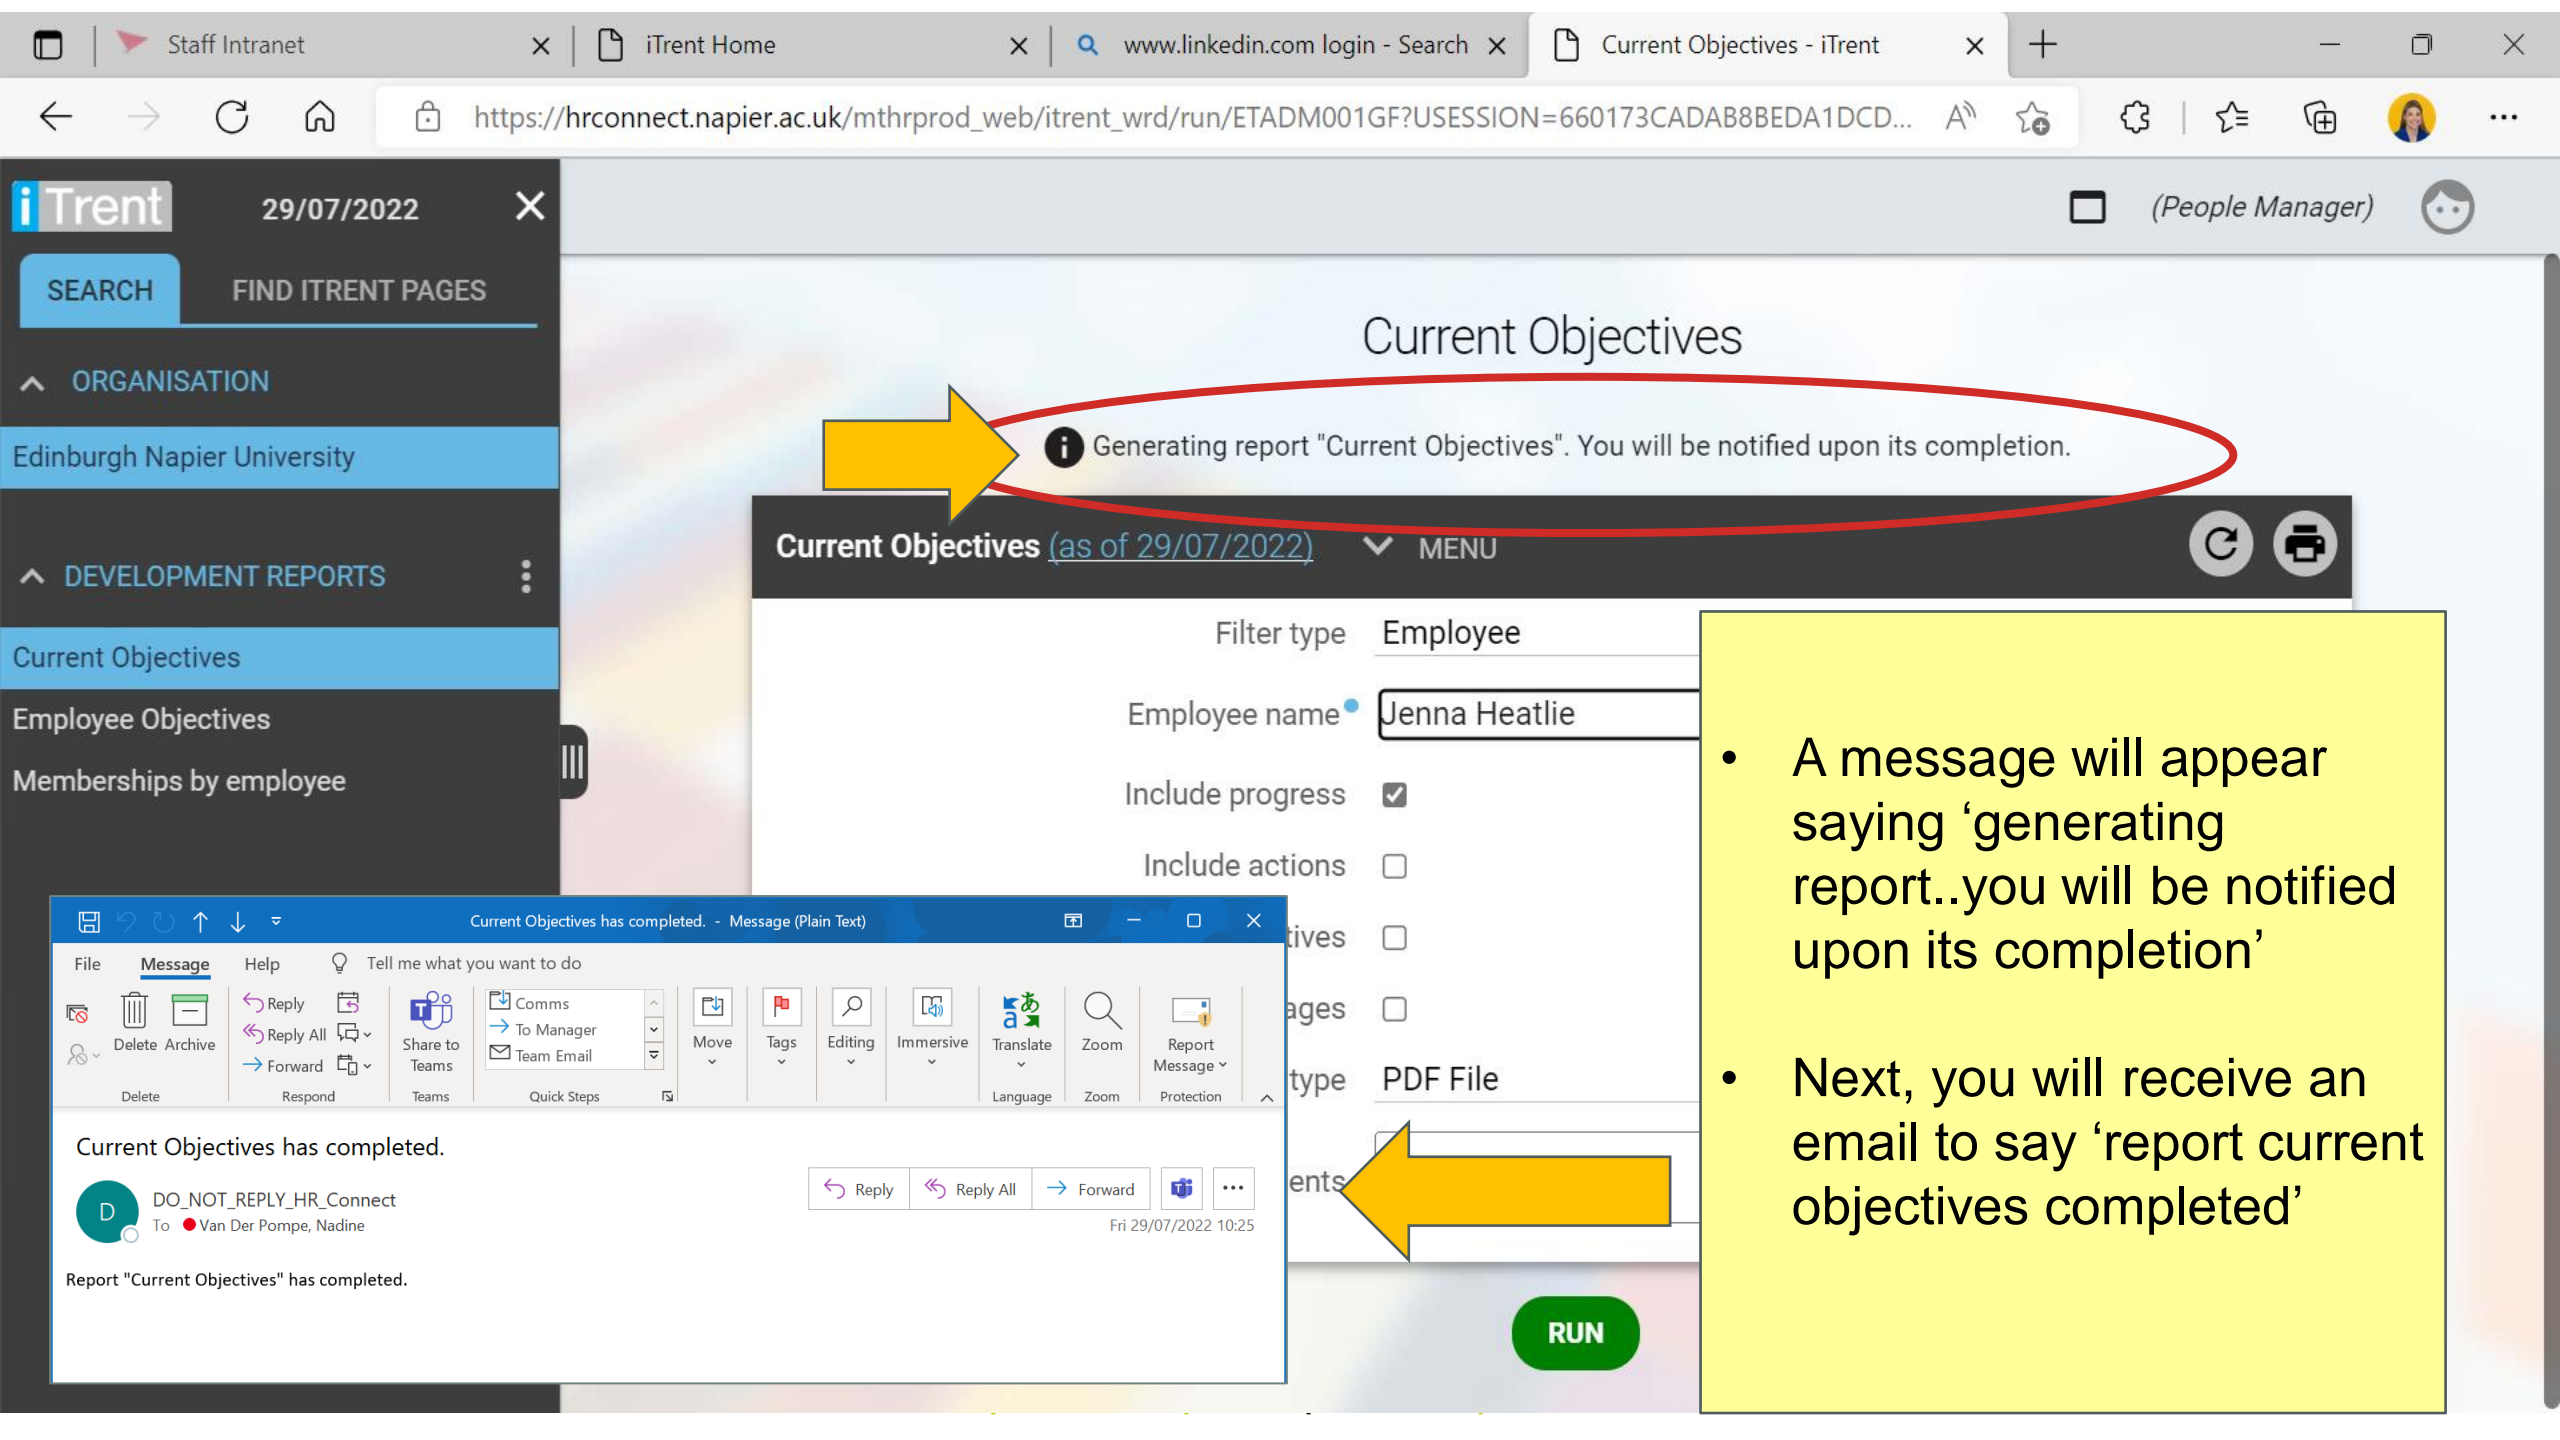 Staff Intranet
iTrent Home
www.linkedin.com login - Search
Current Objectives - iTrent
https://hrconnect.napier.ac.uk/mthrprod_web/itrent_wrd/run/ETADM001GF?USESSION=660173CADAB8BEDA1DCD...
iTrent
29/07/2022
(People Manager)
SEARCH
FIND ITRENT PAGES
ORGANISATION
Edinburgh Napier University
DEVELOPMENT REPORTS
Current Objectives
Employee Objectives
Memberships by employee
Current Objectives
Generating report "Current Objectives". You will be notified upon its completion.
Current Objectives (as of 29/07/2022)
MENU
Filter type Employee
Employee name Jenna Heatlie
Include progress
Include actions
tives
ages
type PDF File
ents
RUN
Current Objectives has completed. - Message (Plain Text)
File Message Help Tell me what you want to do
Delete Archive
Reply
Reply All
Forward
Share to
Teams
Comms
To Manager
Team Email
Move
Tags
Editing
Immersive
Translate
Zoom
Report
Message
Delete Respond Teams Quick Steps Language Zoom Protection
Current Objectives has completed.
D
DO_NOT_REPLY_HR_Connect
To Van Der Pompe, Nadine
Reply Reply All Forward
Fri 29/07/2022 10:25
Report "Current Objectives" has completed.
• A message will appear
saying ‘generating
report..you will be notified
upon its completion’
• Next, you will receive an
email to say ‘report current
objectives completed’